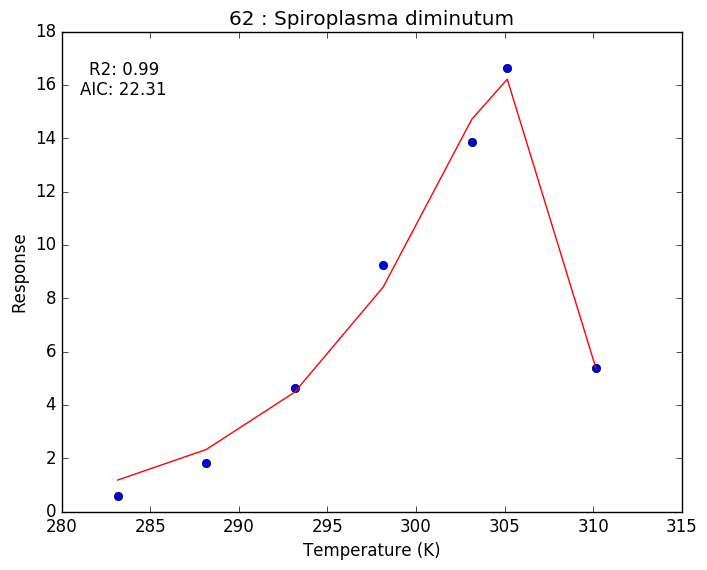 62 : Spiroplasma diminutum
R2: 0.99
AIC: 22.31
18
16
14
12
10
8
6
4
2
0
Response
280 285 290 295 300 305 310 315
Temperature (K)